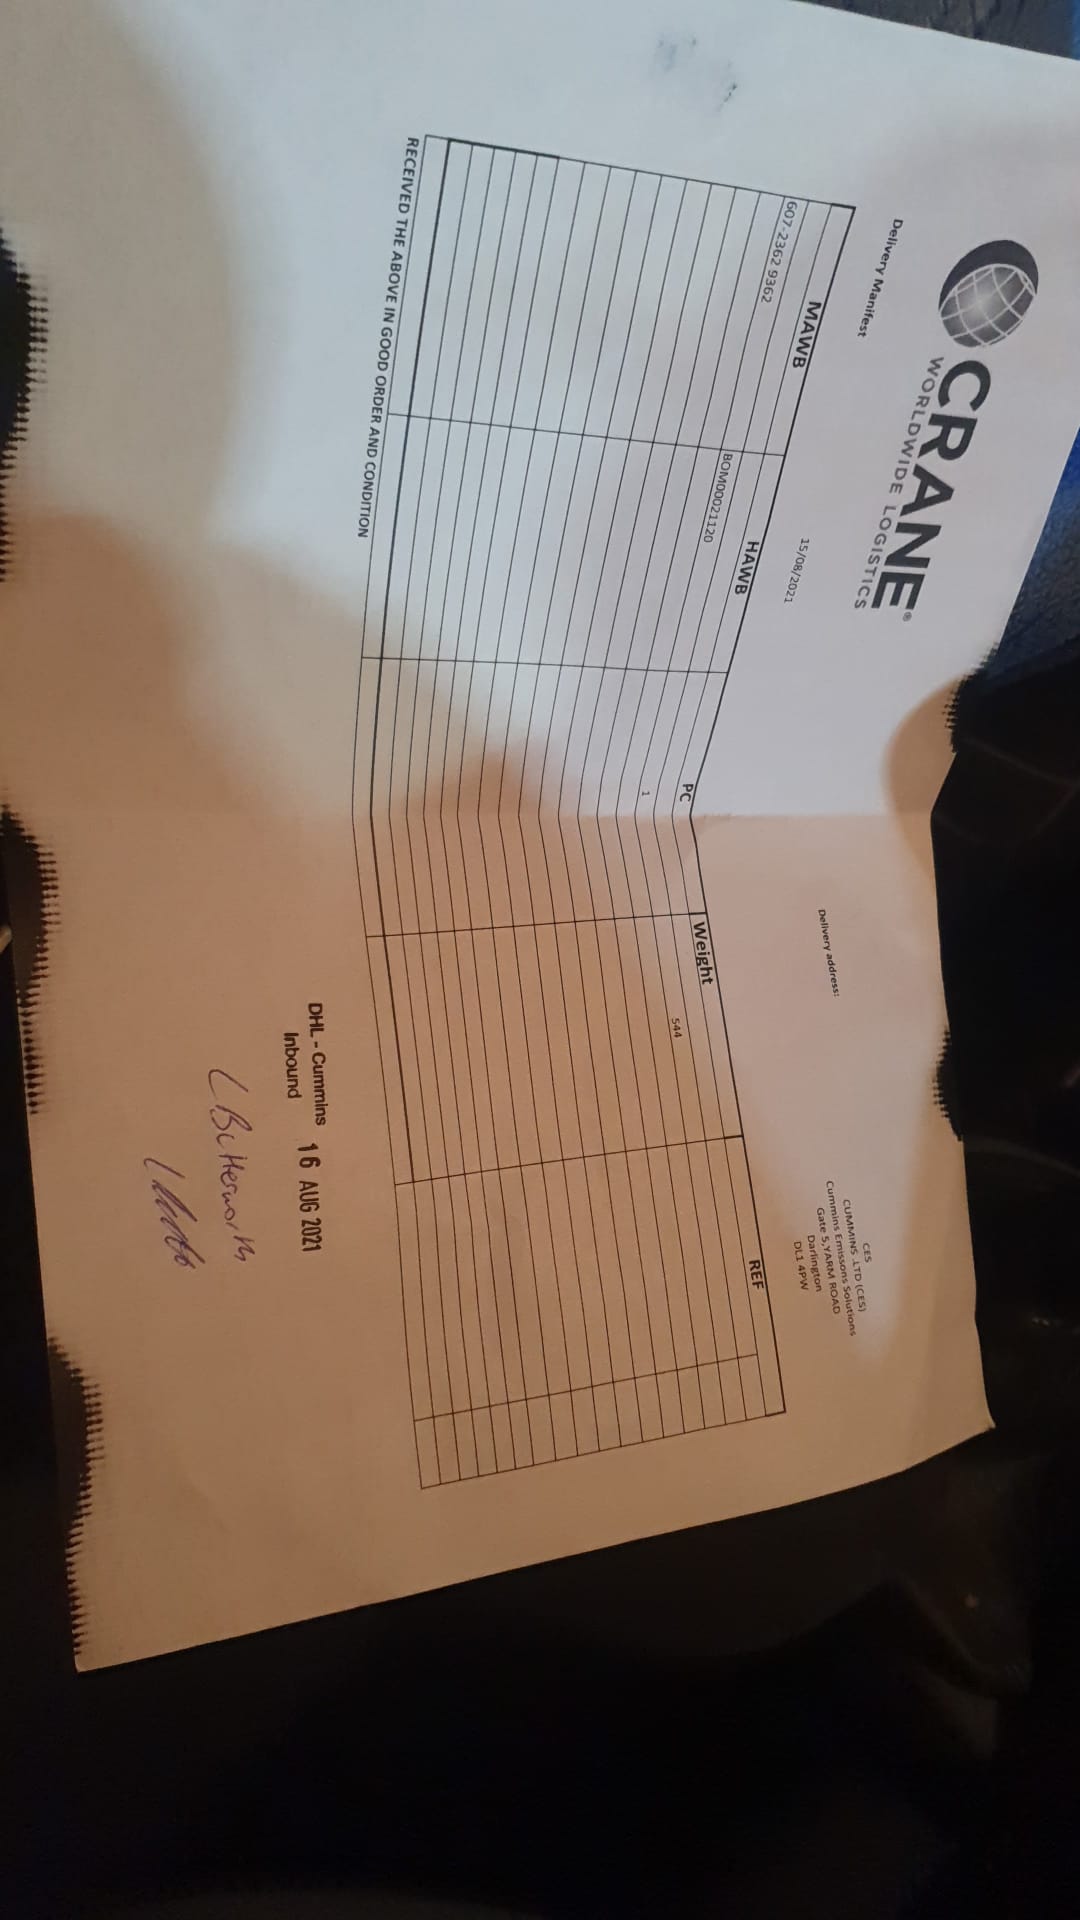 CRANE®
WORLDWIDE LOGISTICS
Delivery Manifest
15/08/2021
Delivery address:
CES
CUMMINS .LTD (CES)
Cummins Emissons Solutions
Gate 5,YARM ROAD
Darlington
DL1 4PW
MAWB HAWB PC Weight REF
607-2362 9362 BOM00021120 1 544
RECEIVED THE ABOVE IN GOOD ORDER AND CONDITION
DHL - Cummins
Inbound
16 AUG 2021